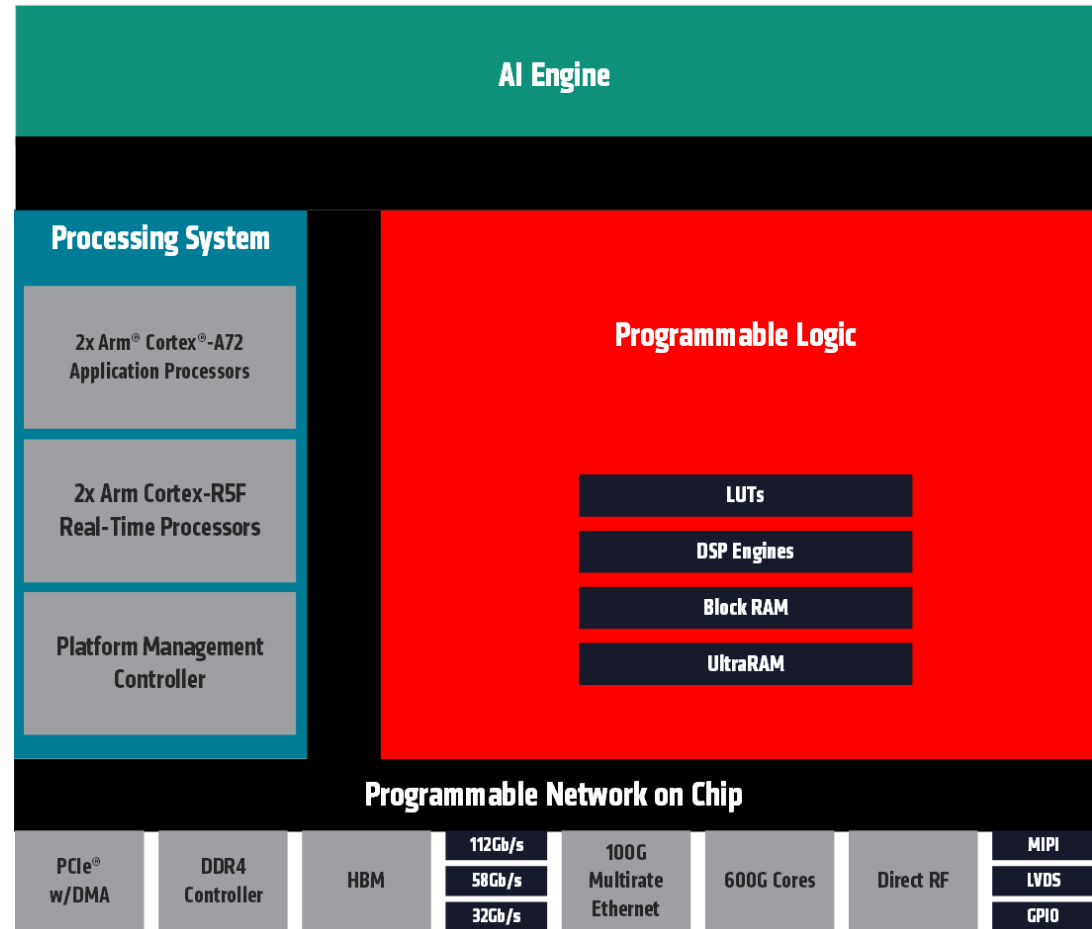 AI Engine
Processing System
2x Arm® Cortex®-A72
Application Processors
2x Arm Cortex-R5F
Real-Time Processors
Platform Management
Controller
Programmable Logic
LUTs
DSP Engines
Block RAM
UltraRAM
Programmable Network on Chip
PCIe®
w/DMA
DDR4
Controller
HBM
112Gb/s
58Gb/s
32Gb/s
100G
Multirate
Ethernet
600G Cores
Direct RF
MIPI
LVDS
GPIO